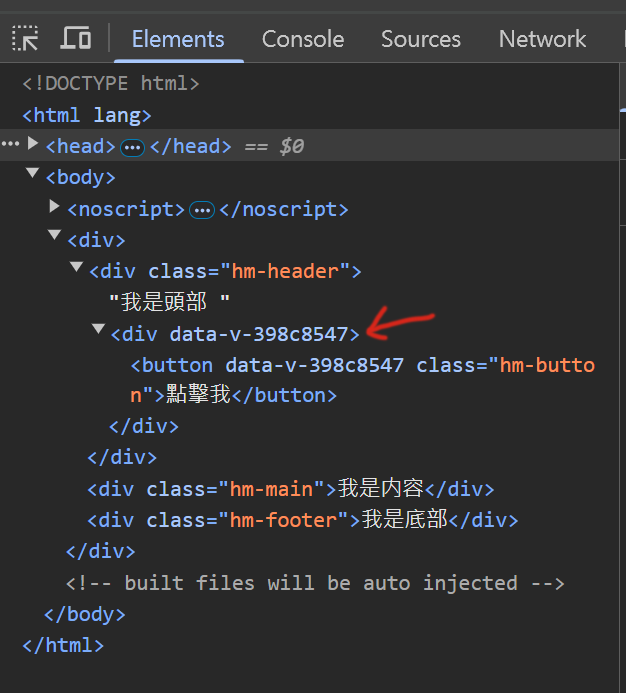 Elements Console Sources Network
<!DOCTYPE html>
<html lang>
••• <head> ••• </head> == $0
<body>
<noscript> ••• </noscript>
<div>
<div class="hm-header">
"我是頭部 "
<div data-v-398c8547>
<button data-v-398c8547 class="hm-butto
n">點擊我</button>
</div>
</div>
<div class="hm-main">我是内容</div>
<div class="hm-footer">我是底部</div>
</div>
<!-- built files will be auto injected -->
</body>
</html>